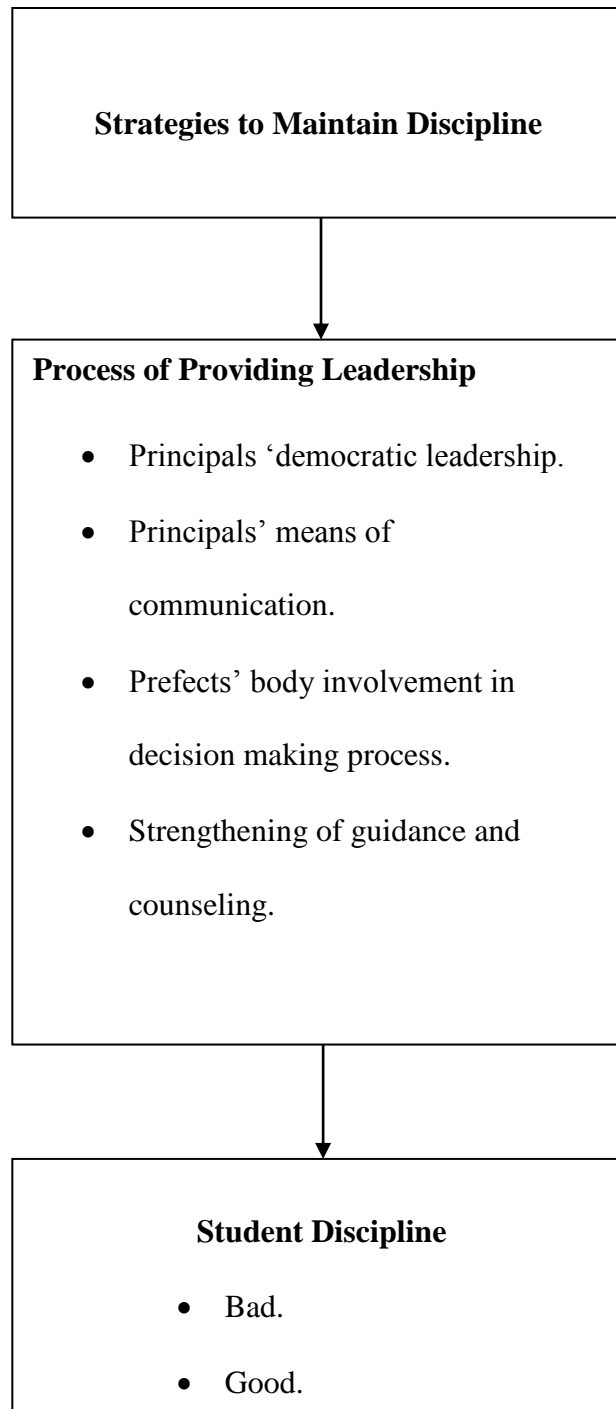 Strategies to Maintain Discipline
Process of Providing Leadership
• Principals ‘democratic leadership.
• Principals’ means of
communication.
• Prefects’ body involvement in
decision making process.
• Strengthening of guidance and
counseling.
Student Discipline
• Bad.
• Good.